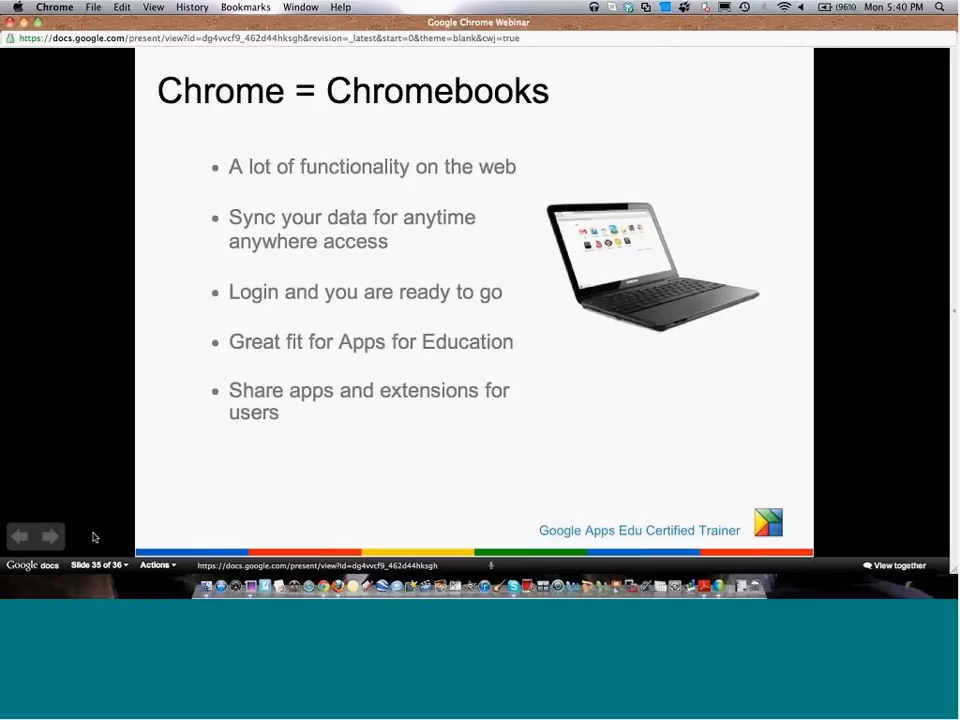 Chrome File Edit View History Bookmarks Window Help (96%) Mon 5:40 PM
Google Chrome Webinar
https://docs.google.com/present/view?id=dg4vvcf9_462d44hksgh&revision=_latest&start=0&theme=blank&cwj=true
Chrome = Chromebooks
• A lot of functionality on the web
• Sync your data for anytime
anywhere access
• Login and you are ready to go
• Great fit for Apps for Education
• Share apps and extensions for
users
Google Apps Edu Certified Trainer
Google docs Slide 35 of 36 Actions https://docs.google.com/present/view?id=dg4vvcf9_462d44hksgh View together